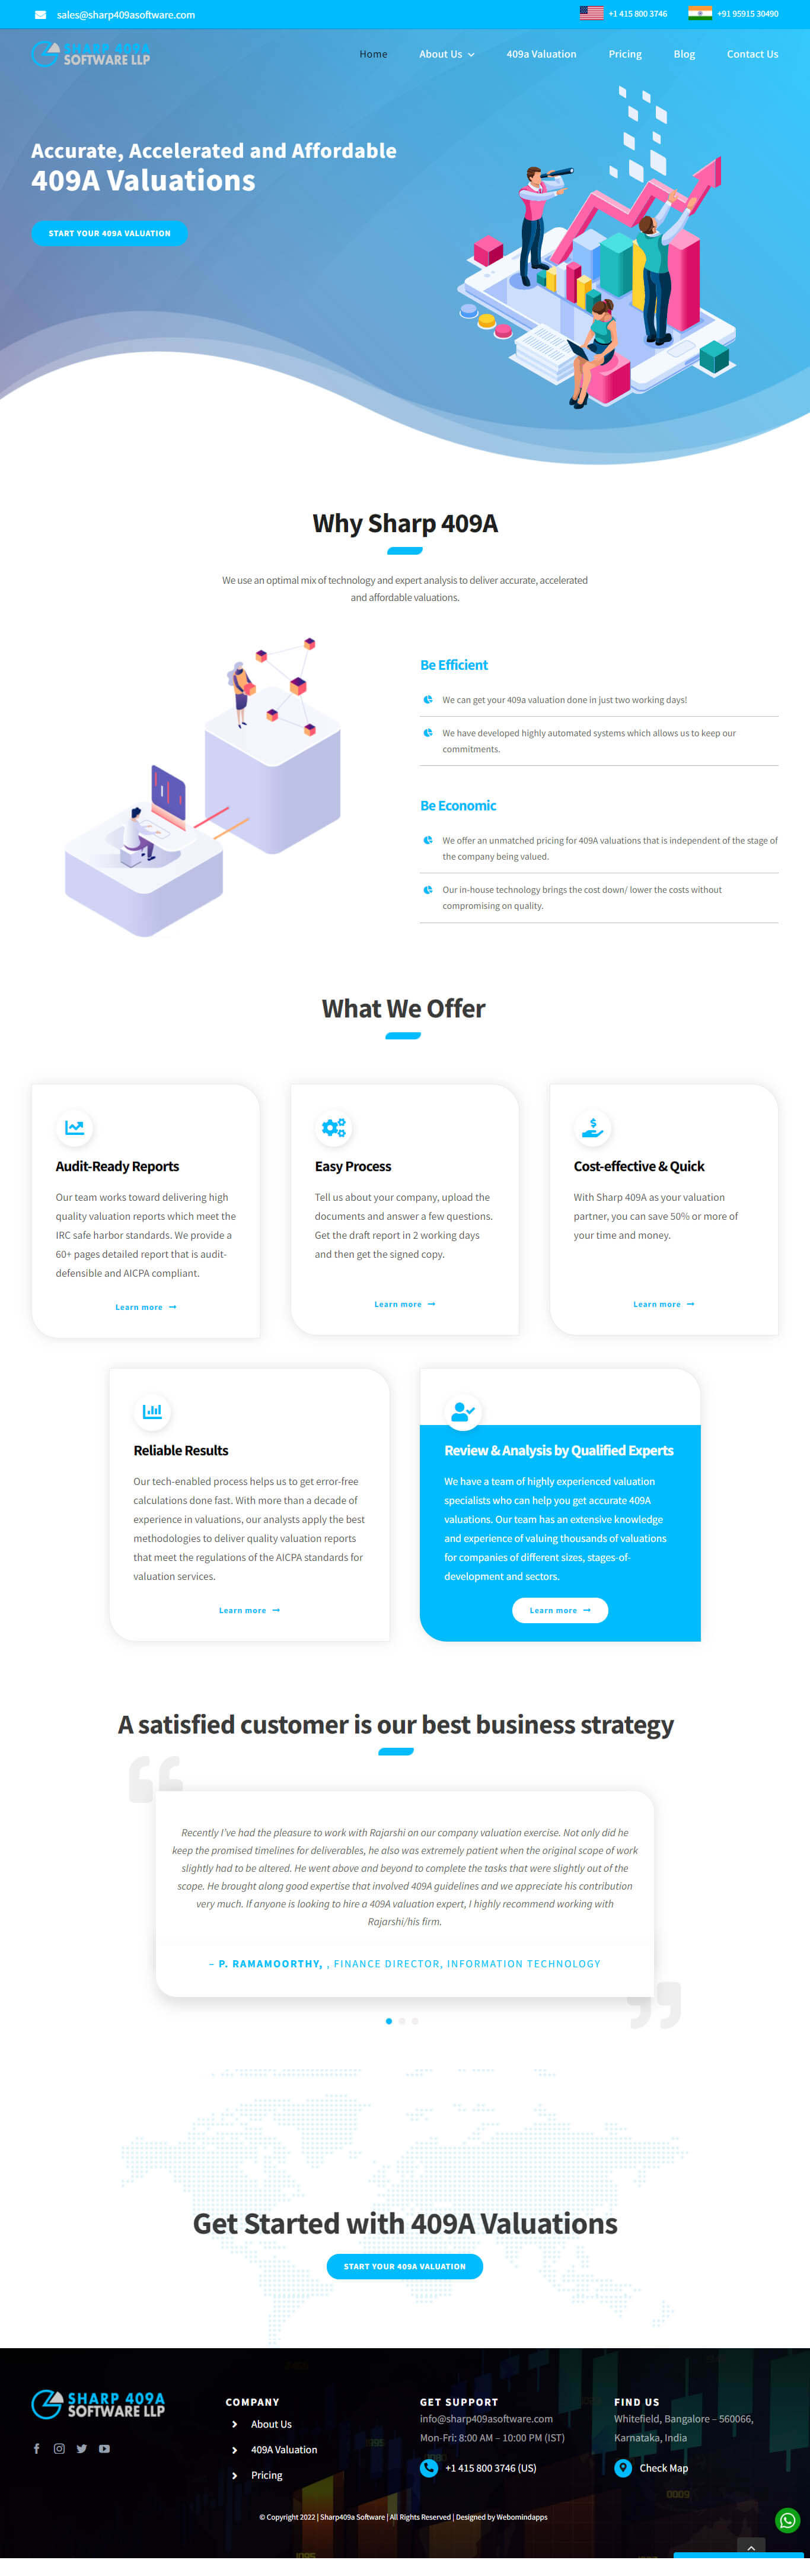 sales@sharp409asoftware.com
+1 415 800 3746
+91 95915 30490
SHARP 409A
SOFTWARE LLP
Home
About Us
409a Valuation
Pricing
Blog
Contact Us
Accurate, Accelerated and Affordable
409A Valuations
START YOUR 409A VALUATION
Why Sharp 409A
We use an optimal mix of technology and expert analysis to deliver accurate, accelerated
and affordable valuations.
Be Efficient
We can get your 409a valuation done in just two working days!
We have developed highly automated systems which allows us to keep our
commitments.
Be Economic
We offer an unmatched pricing for 409A valuations that is independent of the stage of
the company being valued.
Our in-house technology brings the cost down/ lower the costs without
compromising on quality.
What We Offer
Audit-Ready Reports
Our team works toward delivering high
quality valuation reports which meet the
IRC safe harbor standards. We provide a
60+ pages detailed report that is audit-
defensible and AICPA compliant.
Learn more
Easy Process
Tell us about your company, upload the
documents and answer a few questions.
Get the draft report in 2 working days
and then get the signed copy.
Learn more
Cost-effective & Quick
With Sharp 409A as your valuation
partner, you can save 50% or more of
your time and money.
Learn more
Reliable Results
Our tech-enabled process helps us to get error-free
calculations done fast. With more than a decade of
experience in valuations, our analysts apply the best
methodologies to deliver quality valuation reports
that meet the regulations of the AICPA standards for
valuation services.
Learn more
Review & Analysis by Qualified Experts
We have a team of highly experienced valuation
specialists who can help you get accurate 409A
valuations. Our team has an extensive knowledge
and experience of valuing thousands of valuations
for companies of different sizes, stages-of-
development and sectors.
Learn more
A satisfied customer is our best business strategy
Recently I've had the pleasure to work with Rajarshi on our company valuation exercise. Not only did he
keep the promised timelines for deliverables, he also was extremely patient when the original scope of work
slightly had to be altered. He went above and beyond to complete the tasks that were slightly out of the
scope. He brought along good expertise that involved 409A guidelines and we appreciate his contribution
very much. If anyone is looking to hire a 409A valuation expert, I highly recommend working with
Rajarshi/his firm.
– P. RAMAMOORTHY, , FINANCE DIRECTOR, INFORMATION TECHNOLOGY
Get Started with 409A Valuations
START YOUR 409A VALUATION
SHARP 409A
SOFTWARE LLP
COMPANY
About Us
409A Valuation
Pricing
GET SUPPORT
info@sharp409asoftware.com
Mon-Fri: 8:00 AM – 10:00 PM (IST)
+1 415 800 3746 (US)
FIND US
Whitefield, Bangalore – 560066,
Karnataka, India
Check Map
© Copyright 2022 | Sharp409a Software | All Rights Reserved | Designed by Webomindapps